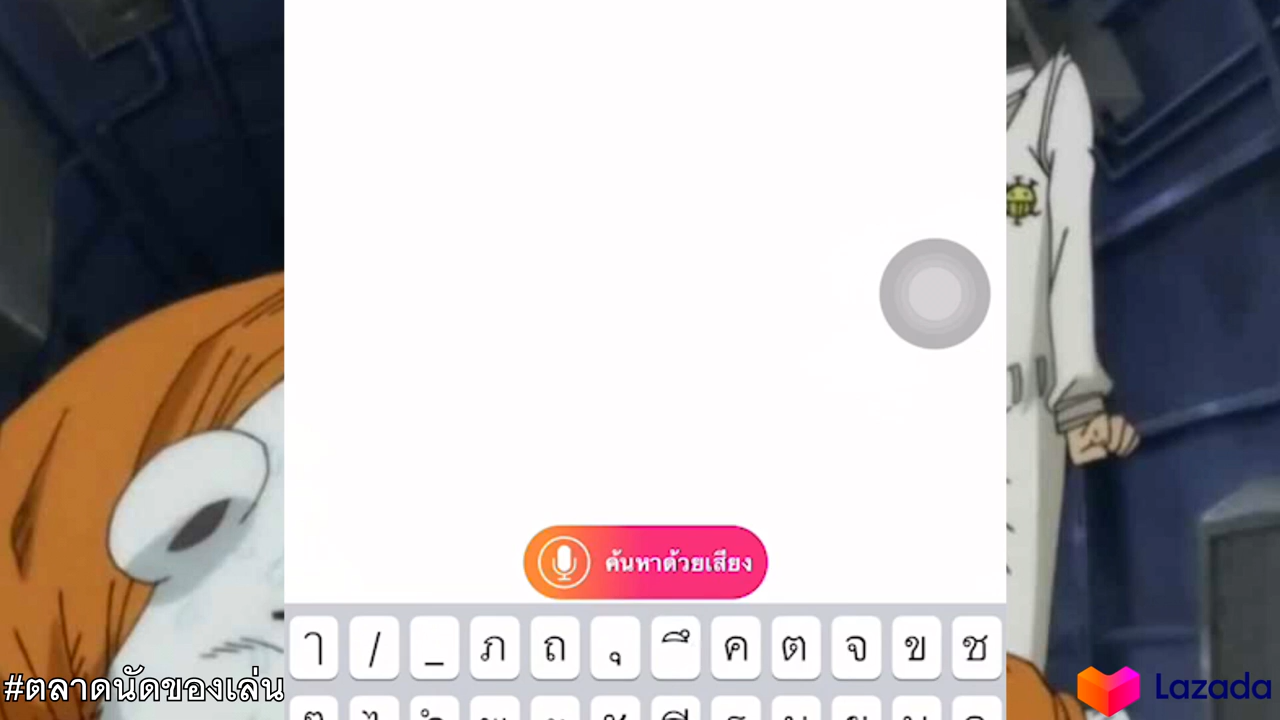 ค้นหาด้วยเสียง
ๅ / _ ภ ถ ุ ึ ค ต จ ข ช
#ตลาดนัดของเล่น
Lazada